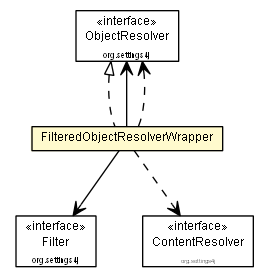 «interface»
ObjectResolver
org.settings4j
FilteredObjectResolverWrapper
«interface»
Filter
org.settings4j
«interface»
ContentResolver
org.settings4j